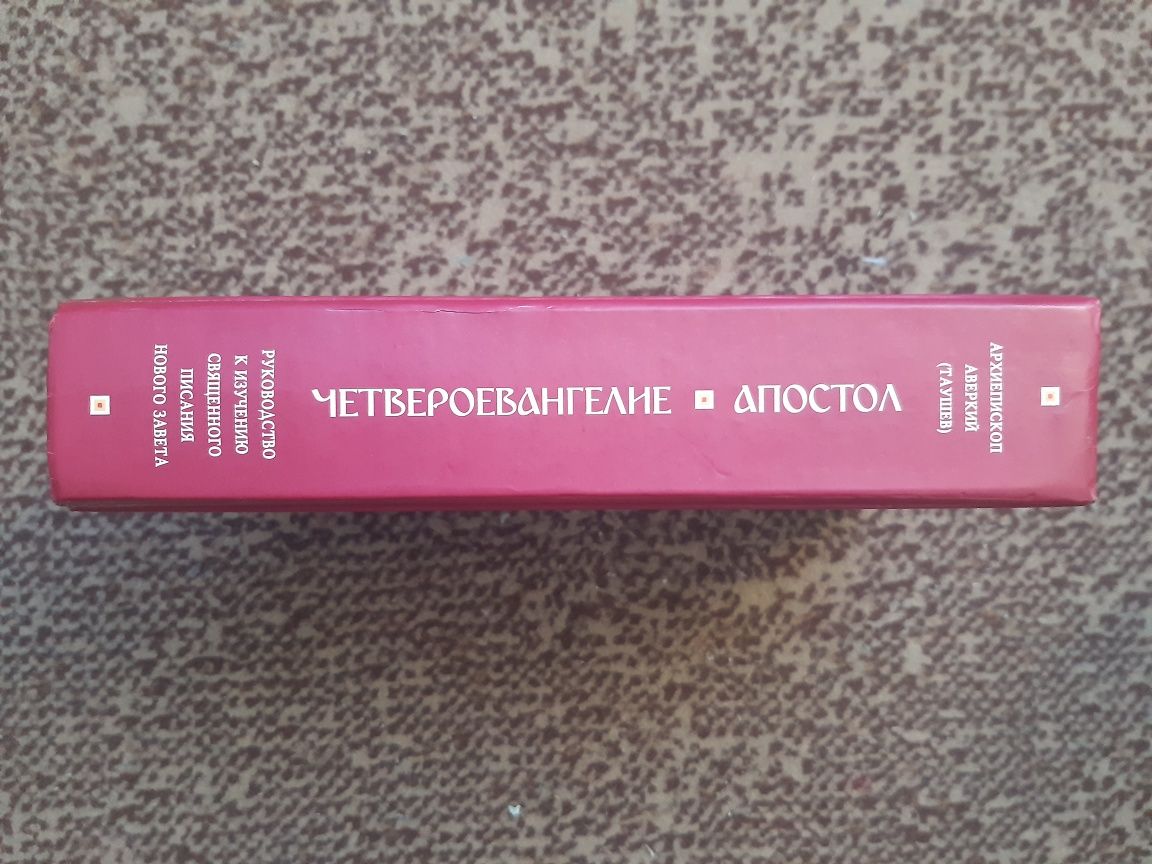 АРХИЕПИСКОП
АВЕРКИЙ
(ТАУШЕВ)
ЧЕТВЕРОЕВАНГЕЛИЕ АПОСТОЛ
РУКОВОДСТВО
К ИЗУЧЕНИЮ
СВЯЩЕННОГО
ПИСАНИЯ
НОВОГО ЗАВЕТА